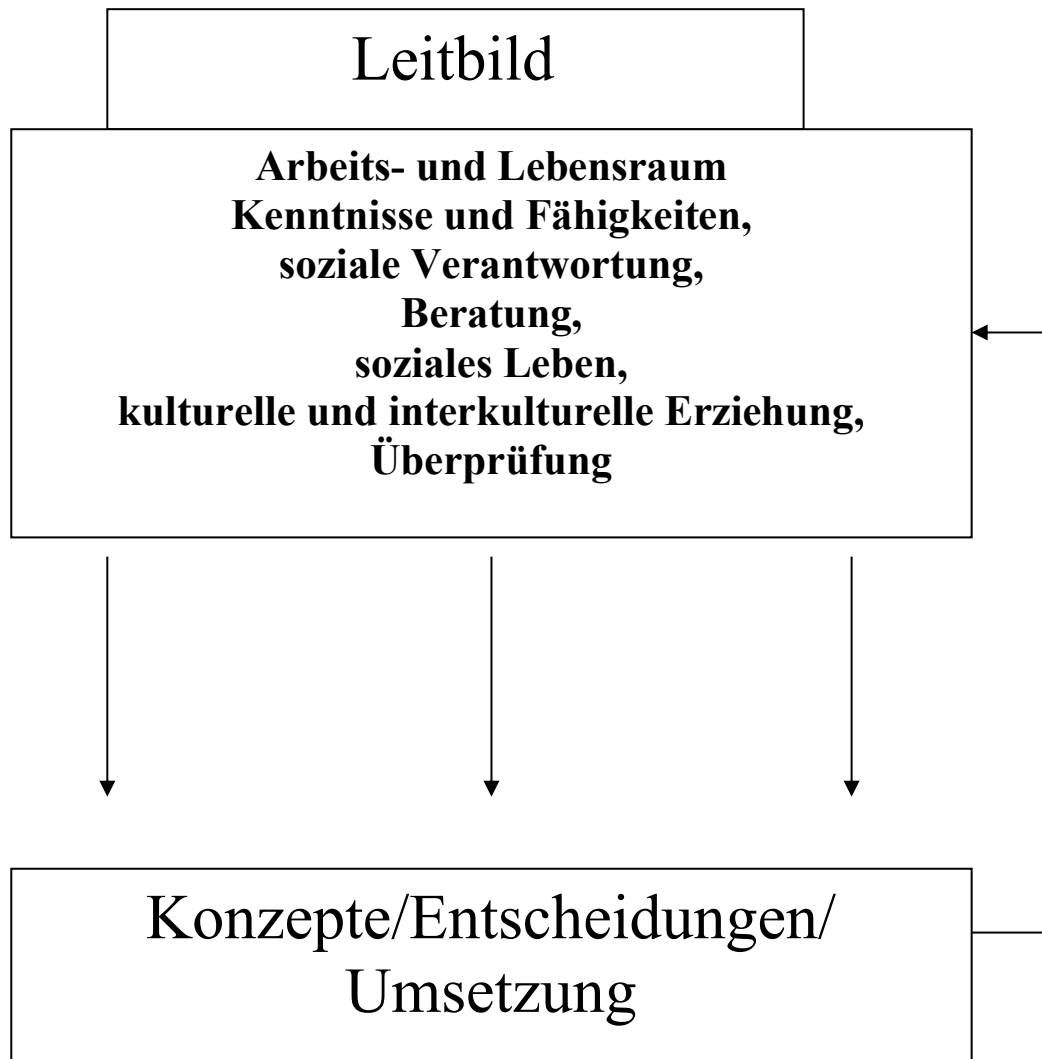 Leitbild
Arbeits- und Lebensraum
Kenntnisse und Fähigkeiten,
soziale Verantwortung,
Beratung,
soziales Leben,
kulturelle und interkulturelle Erziehung,
Überprüfung
Konzepte/Entscheidungen/
Umsetzung